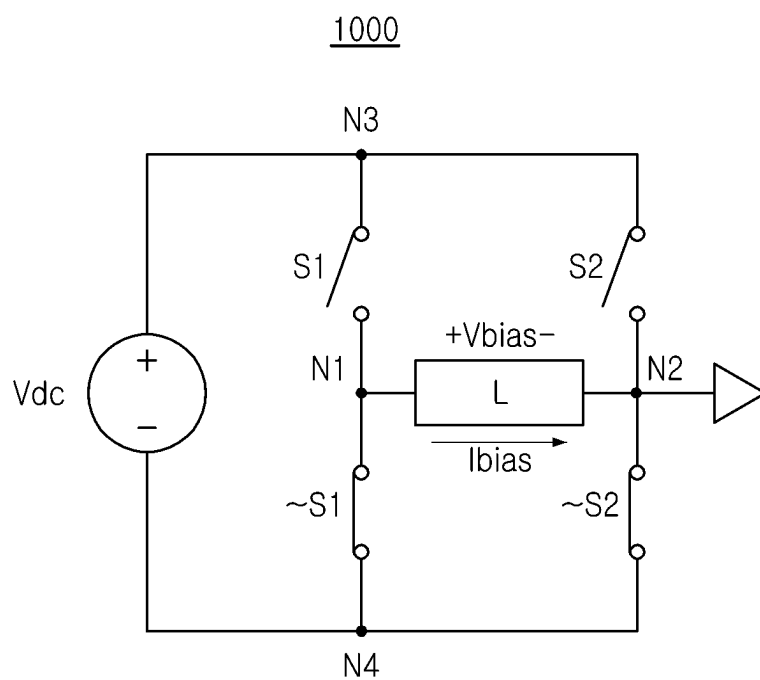 1000
N3
S1
S2
+Vbias-
N1
N2
Vdc
+
L
−
Ibias
~S1
~S2
N4